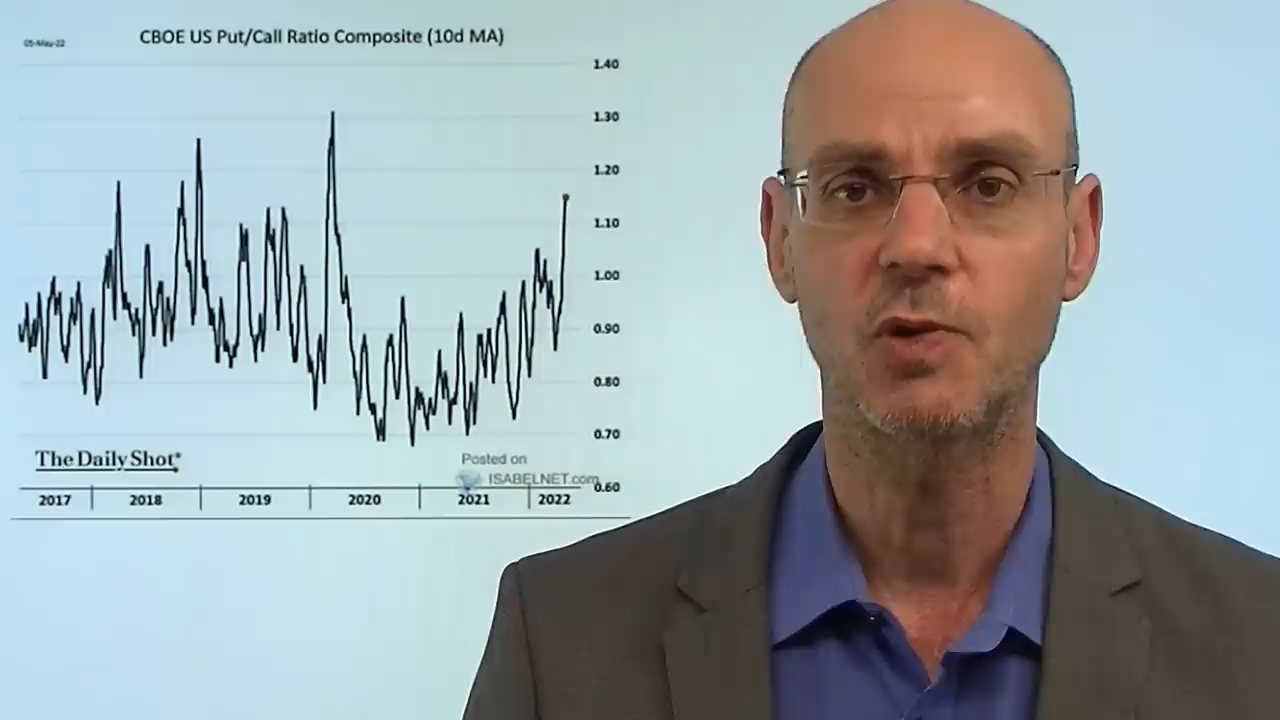 05-May-22
CBOE US Put/Call Ratio Composite (10d MA)
1.40
1.30
1.20
1.10
1.00
0.90
0.80
0.70
The Daily Shot*
Posted on
ISABELNET.com
0.60
2017 2018 2019 2020 2021 2022